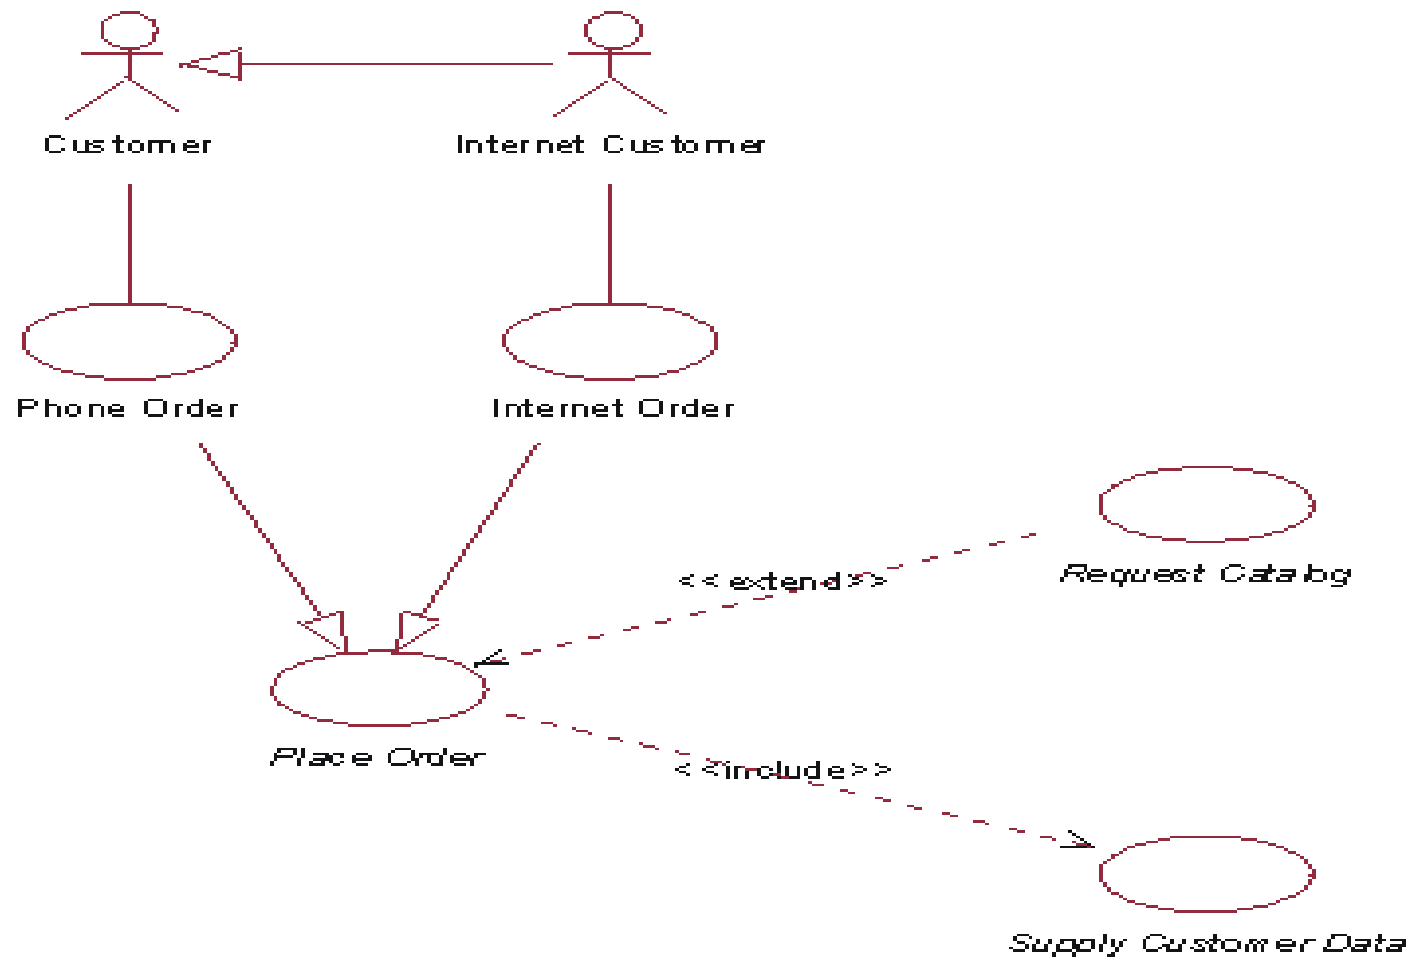 Customer
Internet Customer
Phone Order
Internet Order
Request Catalog
<<extend>>
Place Order
<<include>>
Supply Customer Data